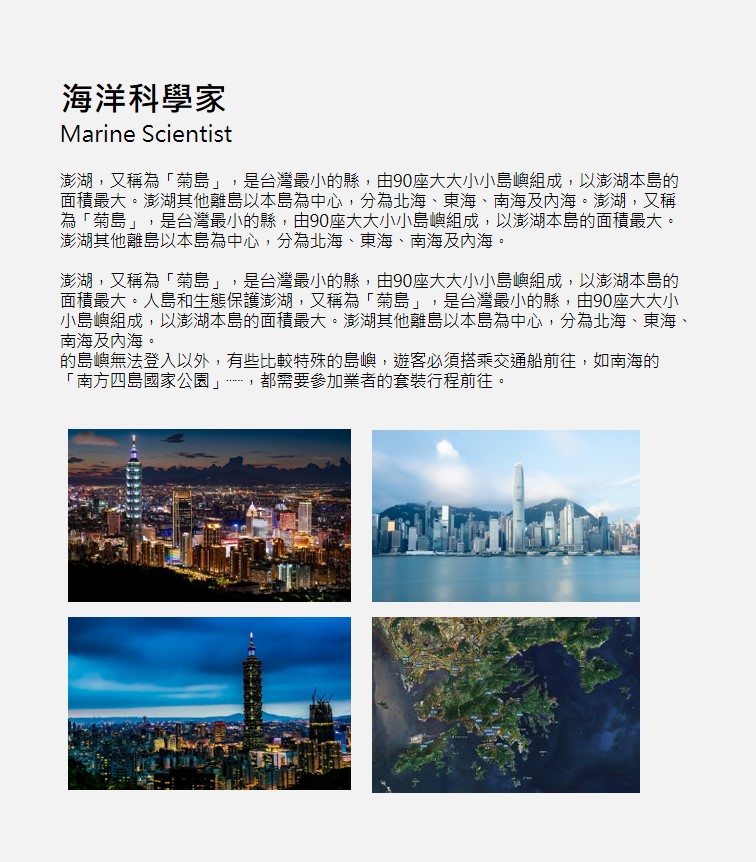 海洋科學家
Marine Scientist
澎湖，又稱為「菊島」，是台灣最小的縣，由90座大大小小島嶼組成，以澎湖本島的
面積最大。澎湖其他離島以本島為中心，分為北海、東海、南海及內海。澎湖，又稱
為「菊島」，是台灣最小的縣，由90座大大小小島嶼組成，以澎湖本島的面積最大。
澎湖其他離島以本島為中心，分為北海、東海、南海及內海。
澎湖，又稱為「菊島」，是台灣最小的縣，由90座大大小小島嶼組成，以澎湖本島的
面積最大。人島和生態保護澎湖，又稱為「菊島」，是台灣最小的縣，由90座大大小
小島嶼組成，以澎湖本島的面積最大。澎湖其他離島以本島為中心，分為北海、東海、
南海及內海。
的島嶼無法登入以外，有些比較特殊的島嶼，遊客必須搭乘交通船前往，如南海的
「南方四島國家公園」……，都需要參加業者的套裝行程前往。